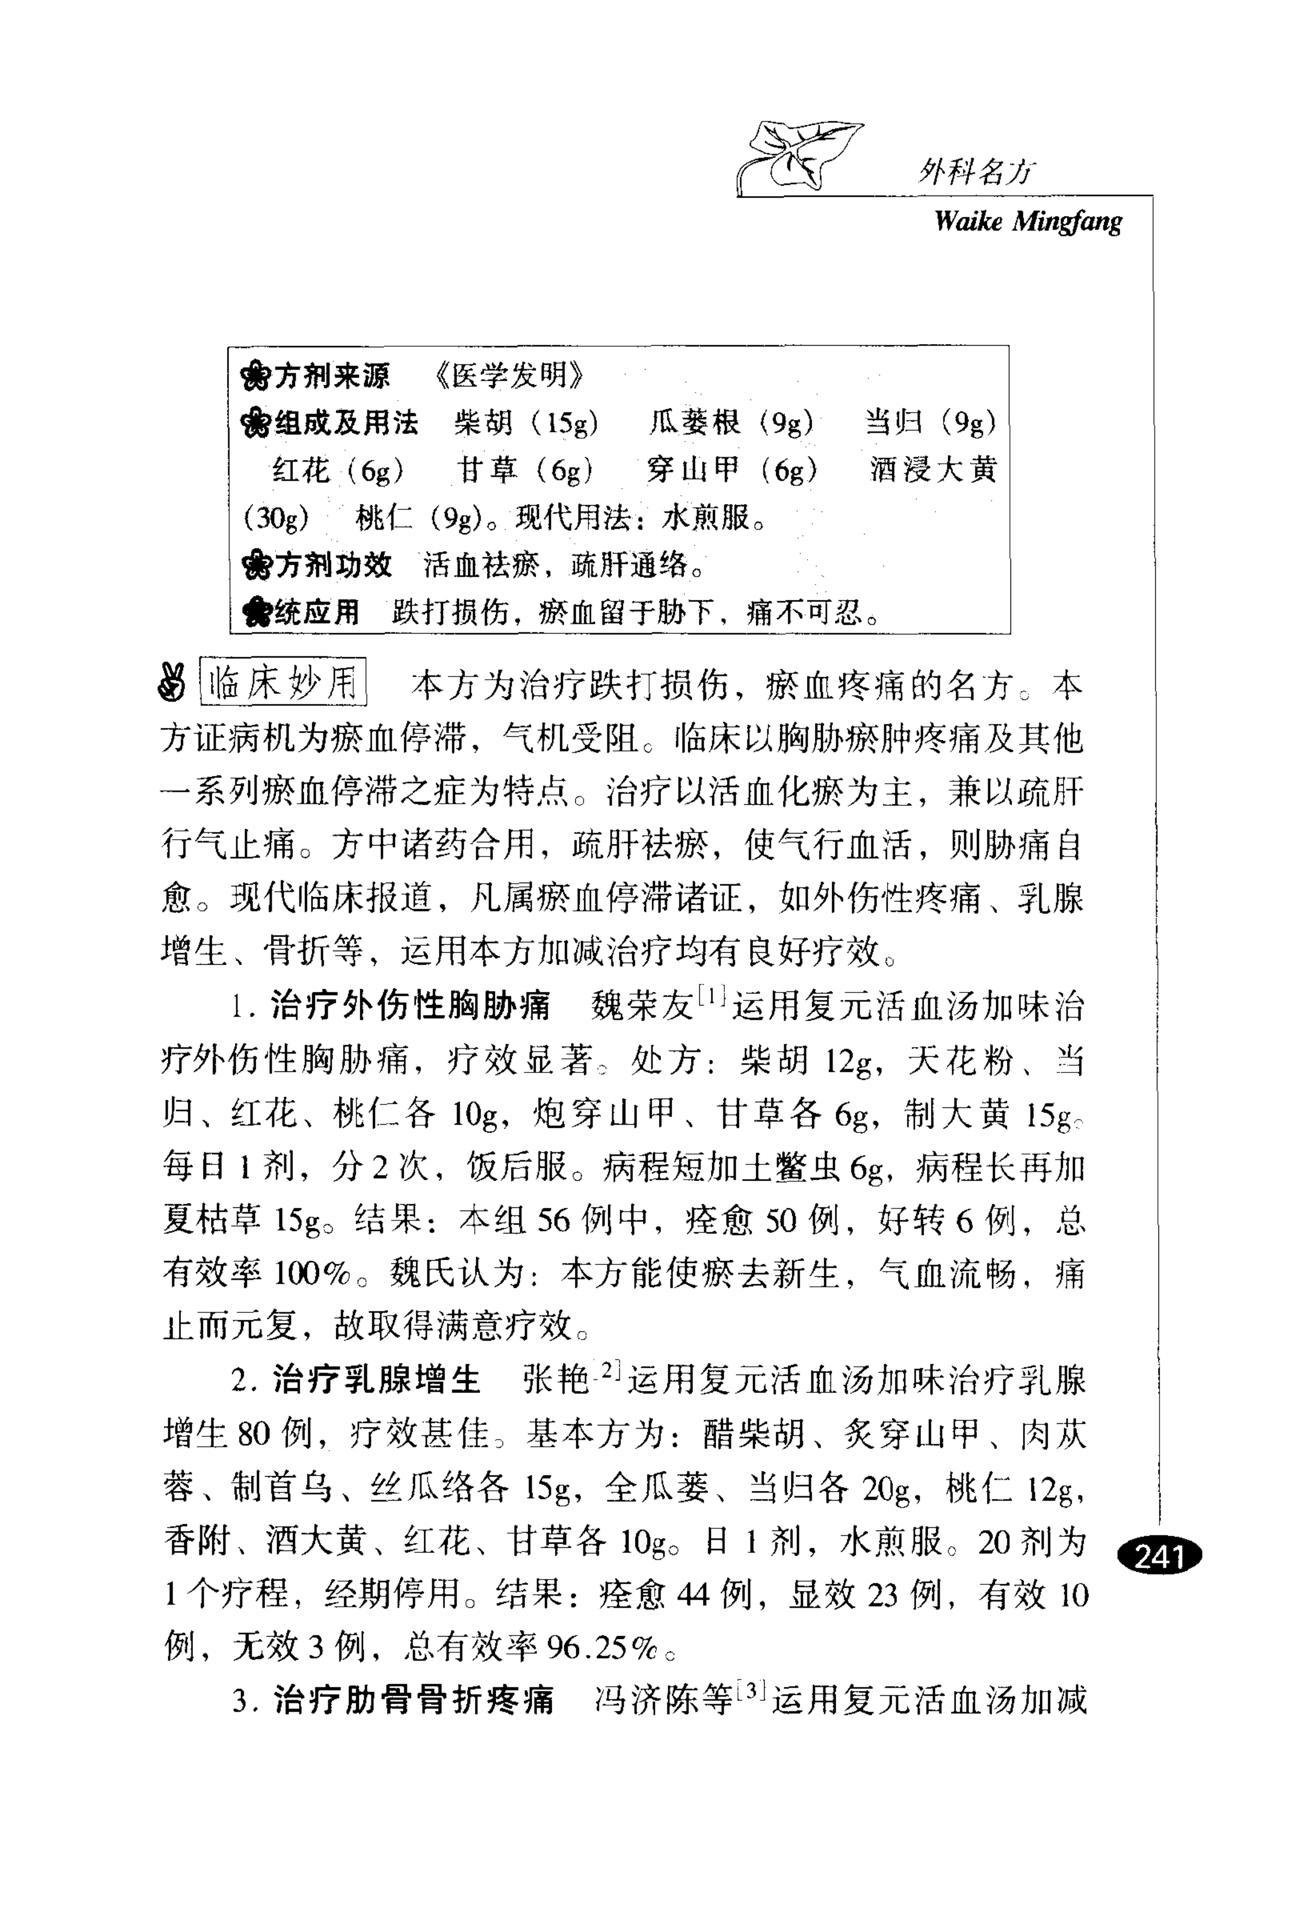 外科名方
Waike Mingfang
方剂来源 《医学发明》
组成及用法 柴胡（15g） 瓜蒌根（9g） 当归（9g）
红花（6g） 甘草（6g） 穿山甲（6g） 酒浸大黄
（30g） 桃仁（9g）。现代用法：水煎服。
方剂功效 活血祛瘀，疏肝通络。
统应用 跌打损伤，瘀血留于胁下，痛不可忍。
临床妙用 本方为治疗跌打损伤，瘀血疼痛的名方。本
方证病机为瘀血停滞，气机受阻。临床以胸胁瘀肿疼痛及其他
一系列瘀血停滞之症为特点。治疗以活血化瘀为主，兼以疏肝
行气止痛。方中诸药合用，疏肝祛瘀，使气行血活，则胁痛自
愈。现代临床报道，凡属瘀血停滞诸证，如外伤性疼痛、乳腺
增生、骨折等，运用本方加减治疗均有良好疗效。
1. 治疗外伤性胸胁痛 魏荣友[1]运用复元活血汤加味治
疗外伤性胸胁痛，疗效显著。处方：柴胡 12g，天花粉、当
归、红花、桃仁各 10g，炮穿山甲、甘草各 6g，制大黄 15g。
每日 1 剂，分 2 次，饭后服。病程短加土鳖虫 6g，病程长再加
夏枯草 15g。结果：本组 56 例中，痊愈 50 例，好转 6 例，总
有效率 100%。魏氏认为：本方能使瘀去新生，气血流畅，痛
止而元复，故取得满意疗效。
2. 治疗乳腺增生 张艳[2]运用复元活血汤加味治疗乳腺
增生 80 例，疗效甚佳。基本方为：醋柴胡、炙穿山甲、肉苁
蓉、制首乌、丝瓜络各 15g，全瓜蒌、当归各 20g，桃仁 12g，
香附、酒大黄、红花、甘草各 10g。日 1 剂，水煎服。20 剂为
1 个疗程，经期停用。结果：痊愈 44 例，显效 23 例，有效 10
例，无效 3 例，总有效率 96.25%。
3. 治疗肋骨骨折疼痛 冯济陈等[3]运用复元活血汤加减
241